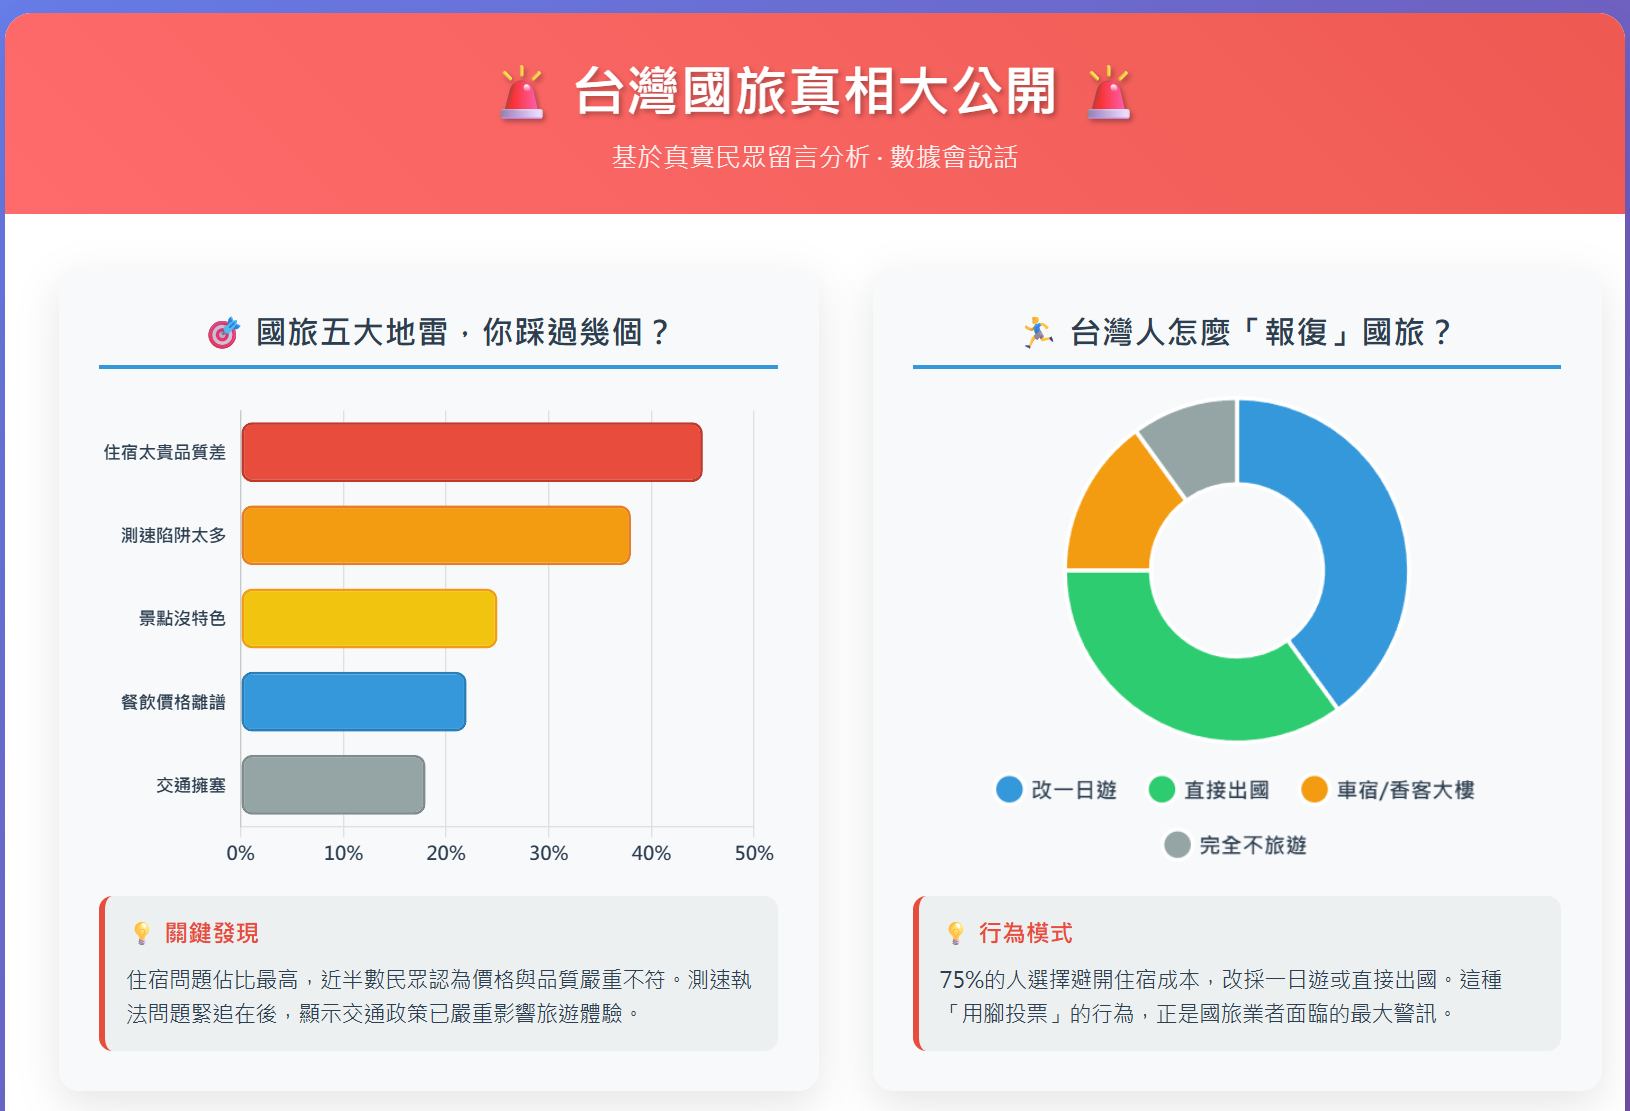 台灣國旅真相大公開
基於真實民眾留言分析 · 數據會說話
國旅五大地雷，你踩過幾個？
住宿太貴品質差
測速陷阱太多
景點沒特色
餐飲價格離譜
交通擁塞
0% 10% 20% 30% 40% 50%
關鍵發現
住宿問題佔比最高，近半數民眾認為價格與品質嚴重不符。測速執
法問題緊追在後，顯示交通政策已嚴重影響旅遊體驗。
台灣人怎麼「報復」國旅？
改一日遊 直接出國 車宿/香客大樓
完全不旅遊
行為模式
75%的人選擇避開住宿成本，改採一日遊或直接出國。這種
「用腳投票」的行為，正是國旅業者面臨的最大警訊。